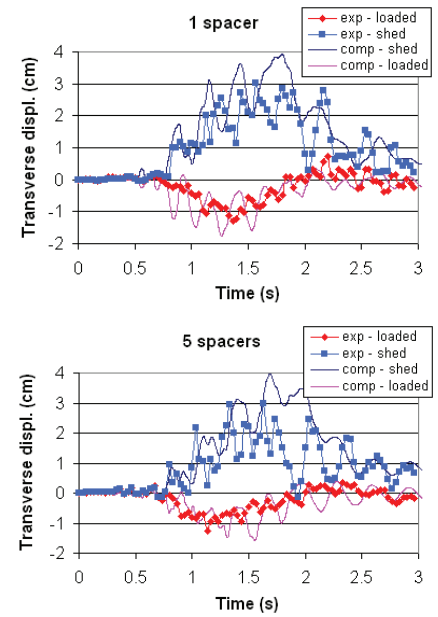 1 spacer
exp - loaded
exp - shed
comp - shed
comp - loaded
Transverse displ. (cm)
4
3
2
1
0
-1
-2
0 0.5 1 1.5 2 2.5 3
Time (s)
5 spacers
exp - loaded
exp - shed
comp - shed
comp - loaded
Transverse displ. (cm)
4
3
2
1
0
-1
-2
0 0.5 1 1.5 2 2.5 3
Time (s)